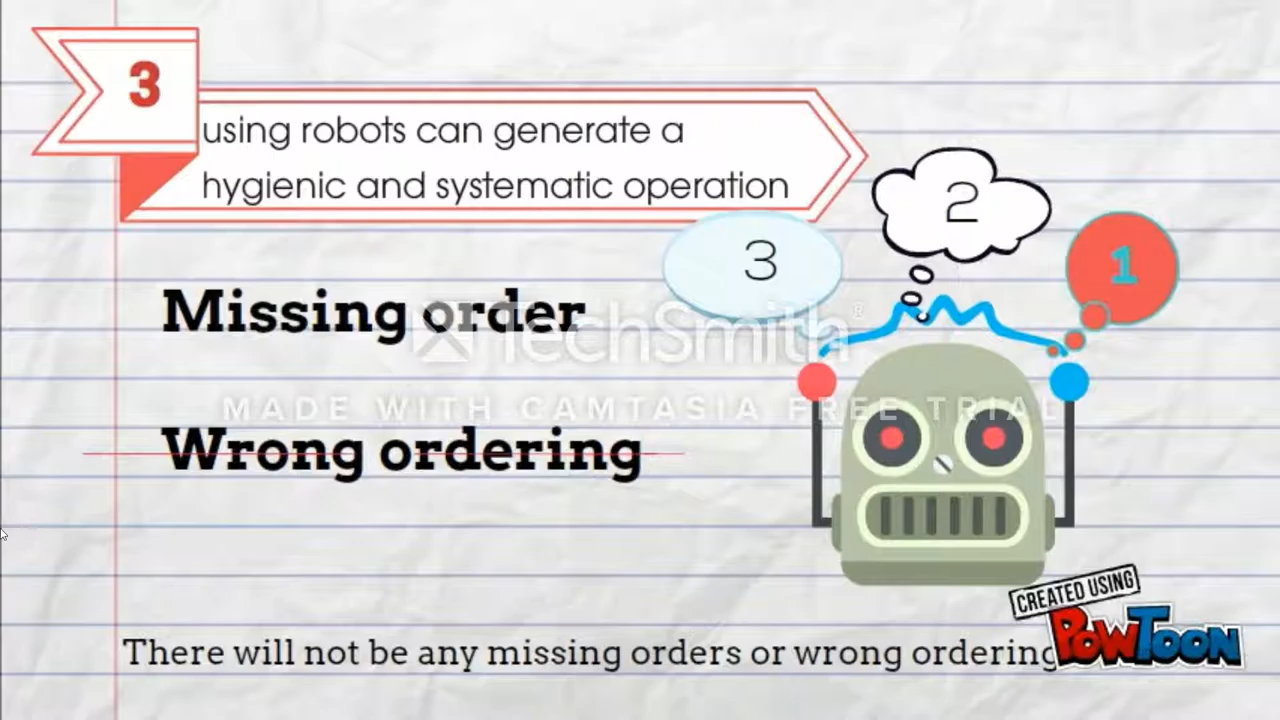 3
using robots can generate a
hygienic and systematic operation
2
3
1
Missing order
TechSmith®
MADE WITH CAMTASIA FREE TRIAL
Wrong ordering
CREATED USING
POWTOON
There will not be any missing orders or wrong ordering